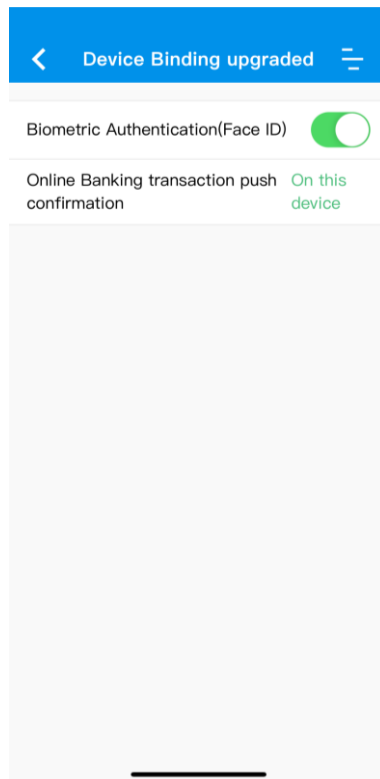 Device Binding upgraded
Biometric Authentication(Face ID)
Online Banking transaction push On this
confirmation device